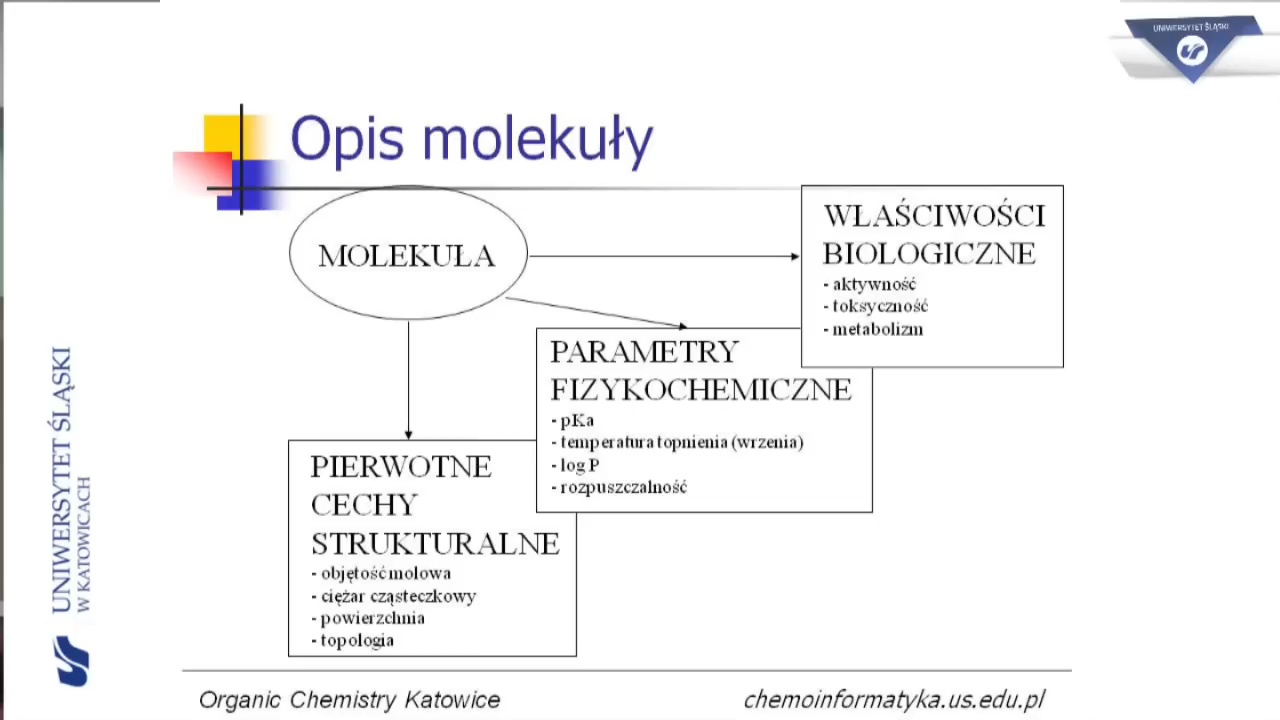 UNIWERSYTET ŚLĄSKI
Opis molekuły
MOLEKUŁA
WŁAŚCIWOŚCI
BIOLOGICZNE
- aktywność
- toksyczność
- metabolizm
PARAMETRY
FIZYKOCHEMICZNE
- pKa
- temperatura topnienia (wrzenia)
- log P
- rozpuszczalność
PIERWOTNE
CECHY
STRUKTURALNE
- objętość molowa
- ciężar cząsteczkowy
- powierzchnia
- topologia
UNIWERSYTET ŚLĄSKI
W KATOWICACH
Organic Chemistry Katowice
chemoinformatyka.us.edu.pl